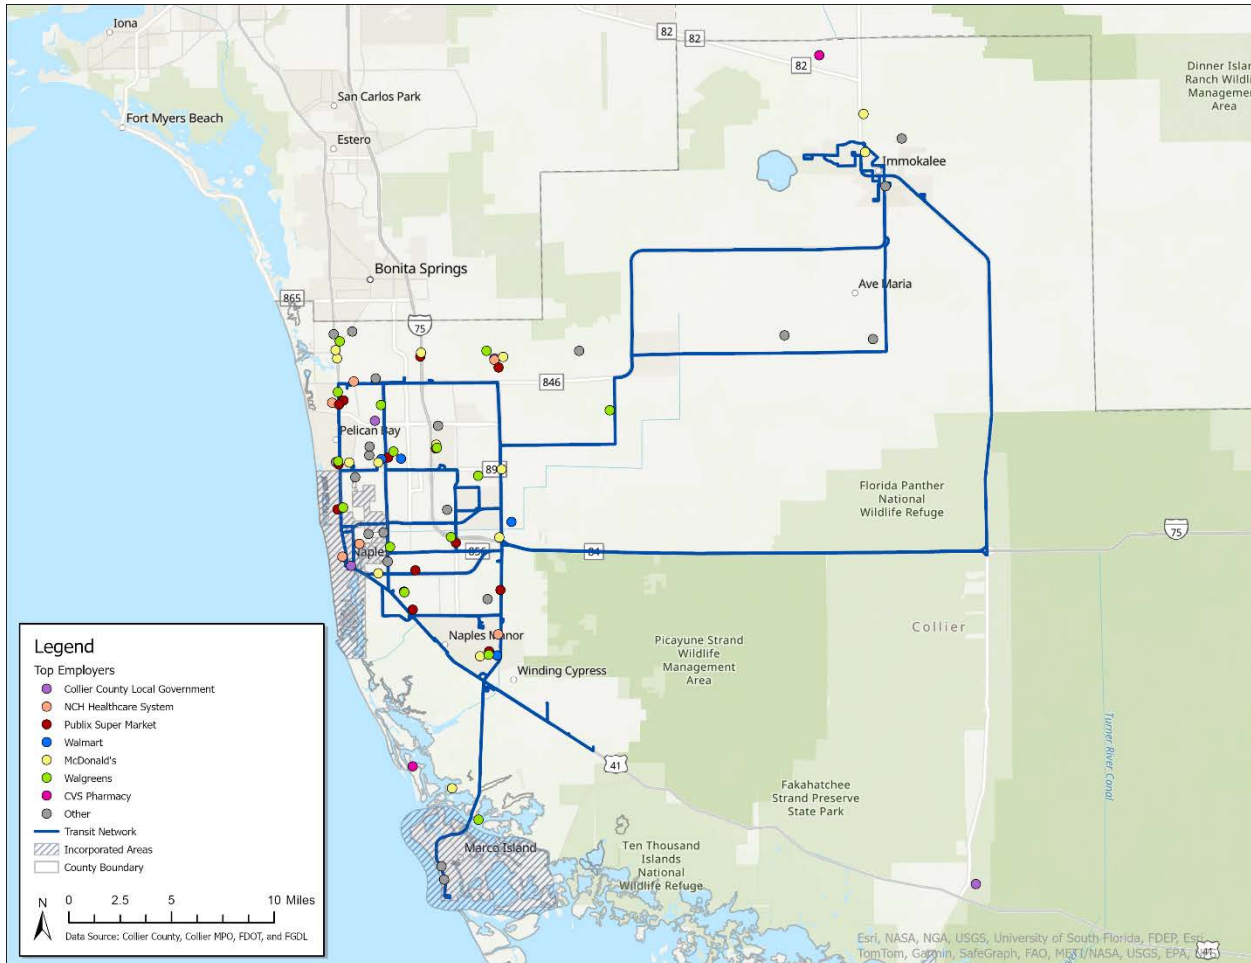 Iona
82
82
82
Dinner Islan
Ranch Wildlif
Managemen
Area
San Carlos Park
Fort Myers Beach
Estero
Immokalee
Bonita Springs
865
75
Ave Maria
846
Pelican Bay
89
Florida Panther
National
Wildlife Refuge
75
Naple
856
84
Collier
Naples Manor
Picayune Strand
Wildlife
Management
Area
Winding Cypress
Turner River Canal
41
Fakahatchee
Strand Preserve
State Park
Marco Island
Ten Thousand
Islands
National
Wildlife Refuge
Legend
Top Employers
Collier County Local Government
NCH Healthcare System
Publix Super Market
Walmart
McDonald's
Walgreens
CVS Pharmacy
Other
Transit Network
Incorporated Areas
County Boundary
N
0 2.5 5 10 Miles
Data Source: Collier County, Collier MPO, FDOT, and FGDL
Esri, NASA, NGA, USGS, University of South Florida, FDEP, Esri,
TomTom, Garmin, SafeGraph, FAO, METI/NASA, USGS, EPA,
41